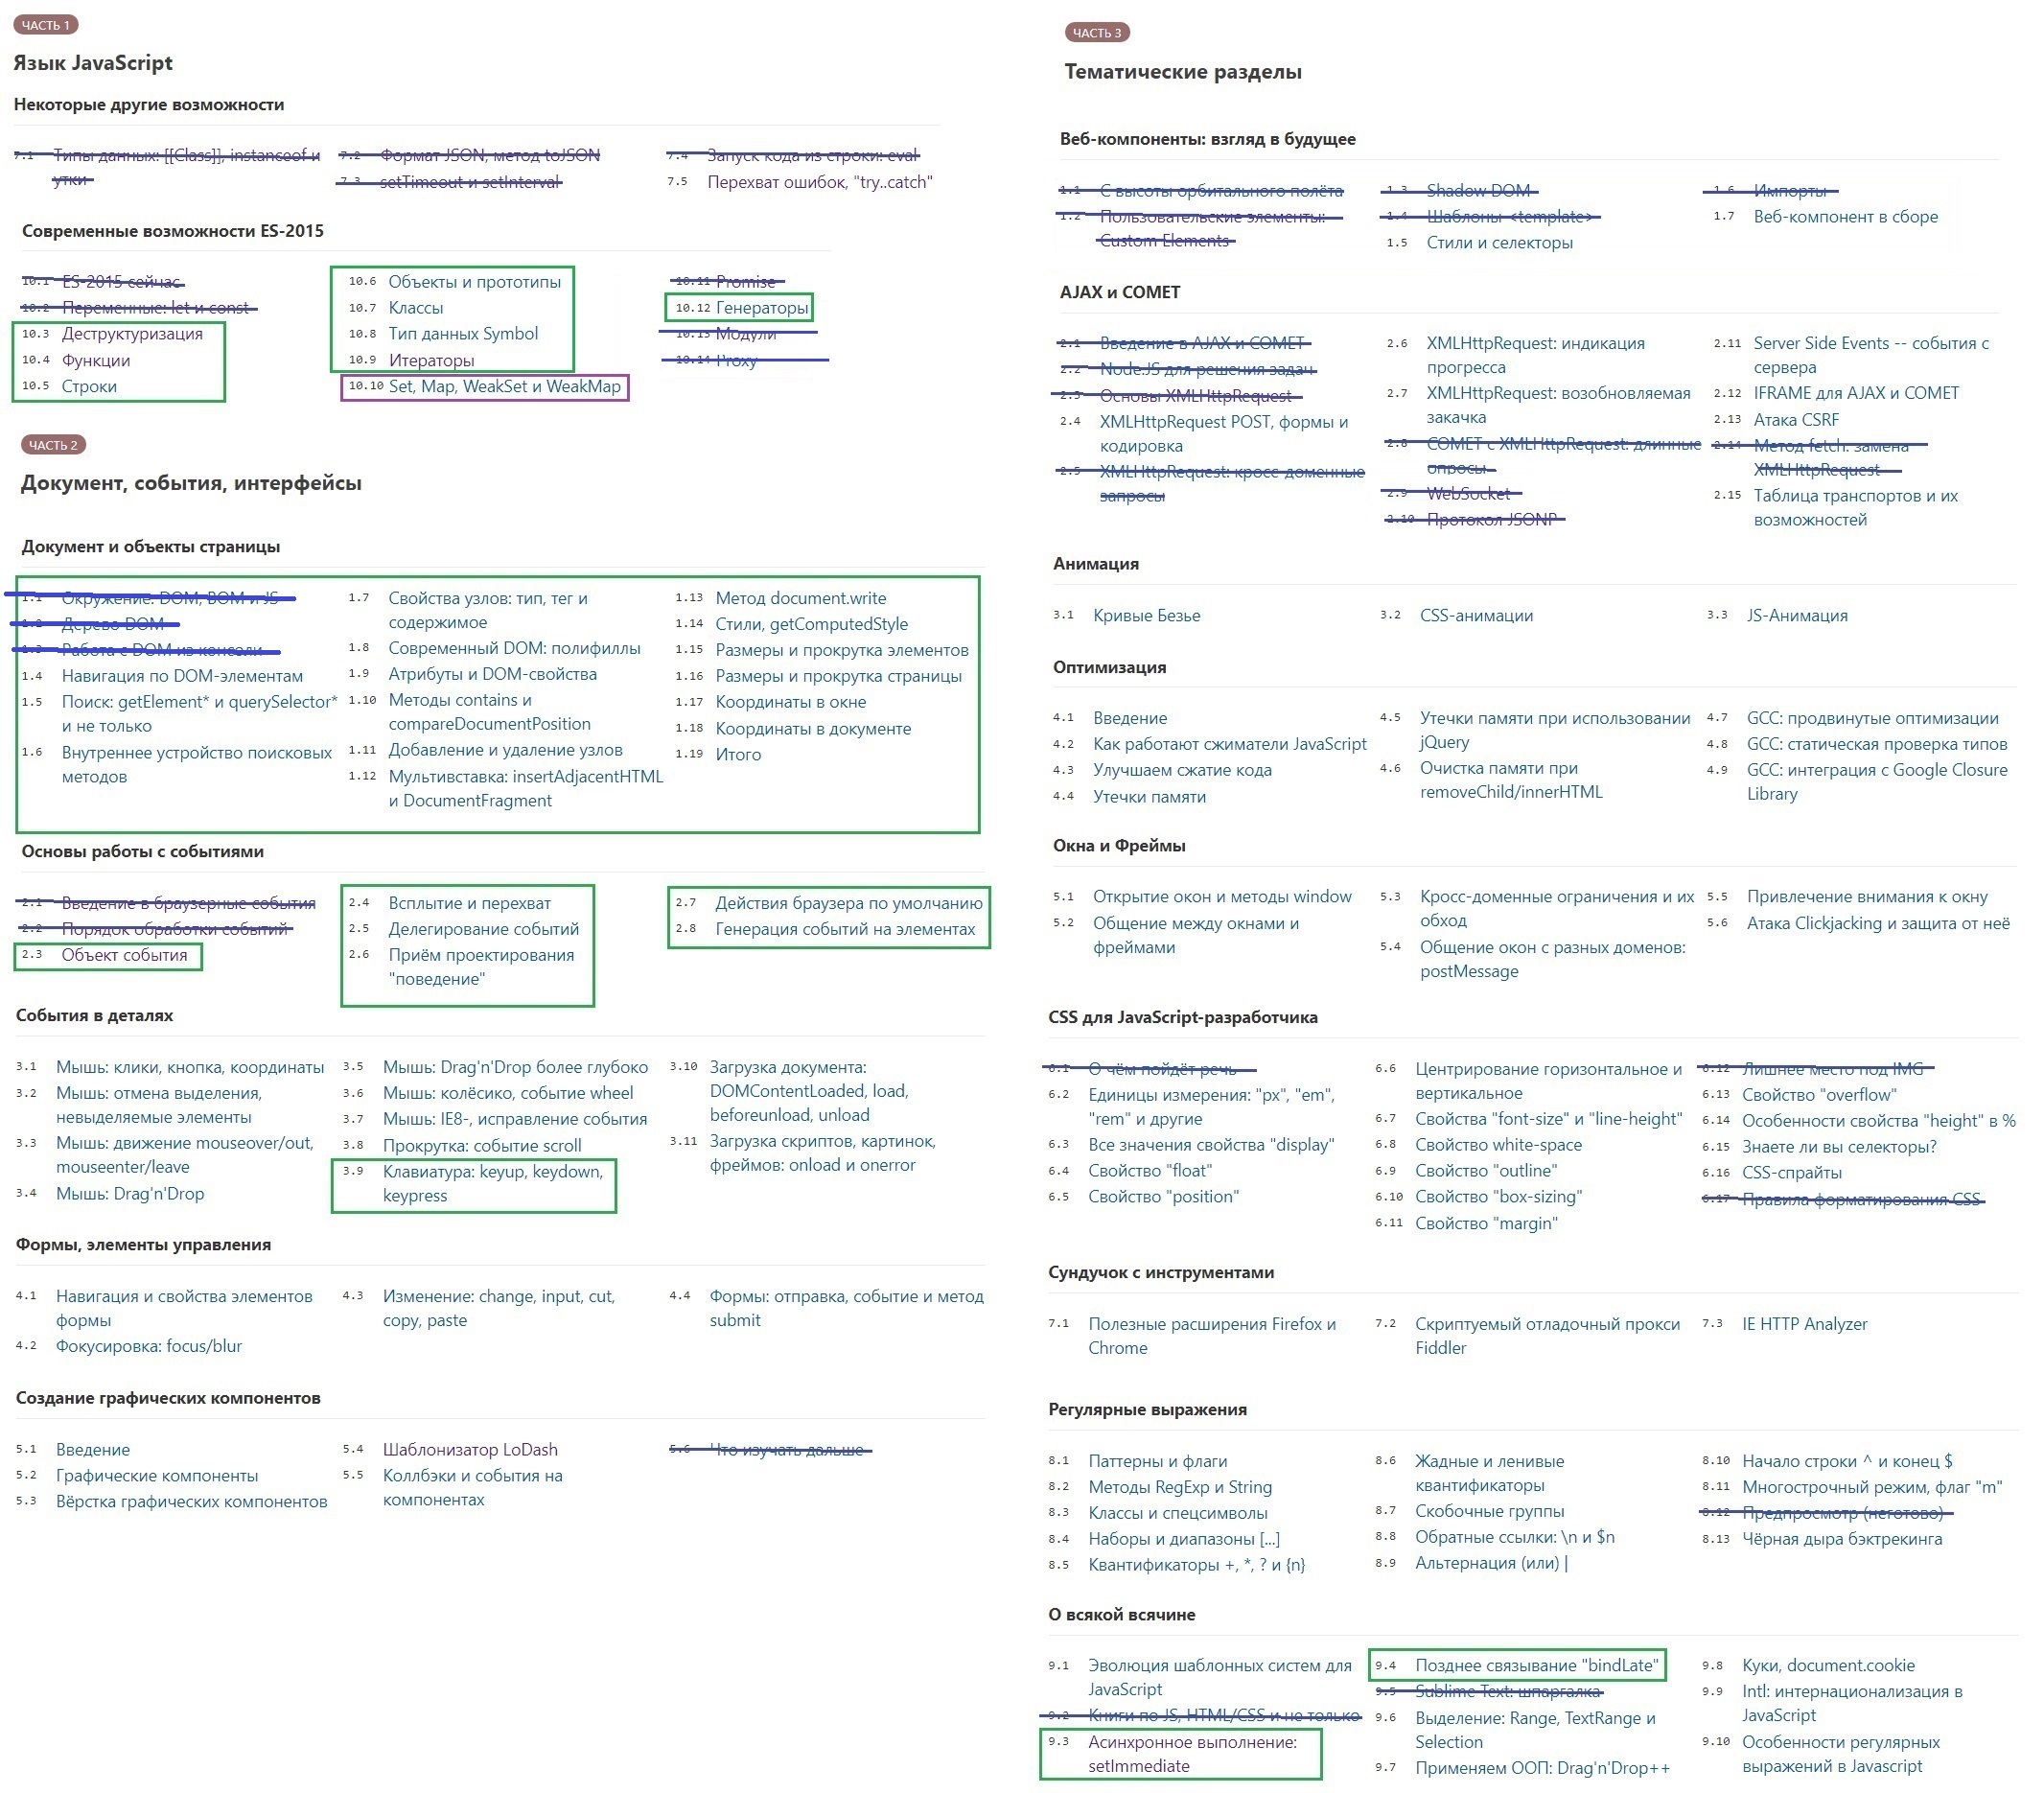 ЧАСТЬ 1
Язык JavaScript
Некоторые другие возможности
7.1 Типы данных: [[Class]], instanceof и
утки
7.2 Формат JSON, метод toJSON
7.3 setTimeout и setInterval
7.4 Запуск кода из строки: eval
7.5 Перехват ошибок, "try..catch"
Современные возможности ES-2015
10.1 ES-2015 сейчас
10.2 Переменные: let и const
10.3 Деструктуризация
10.4 Функции
10.5 Строки
10.6 Объекты и прототипы
10.7 Классы
10.8 Тип данных Symbol
10.9 Итераторы
10.10 Set, Map, WeakSet и WeakMap
10.11 Promise
10.12 Генераторы
10.13 Модули
10.14 Proxy
ЧАСТЬ 2
Документ, события, интерфейсы
Документ и объекты страницы
1.1 Окружение: DOM, BOM и JS
1.2 Дерево DOM
1.3 Работа с DOM из консоли
1.4 Навигация по DOM-элементам
1.5 Поиск: getElement* и querySelector*
и не только
1.6 Внутреннее устройство поисковых
методов
1.7 Свойства узлов: тип, тег и
содержимое
1.8 Современный DOM: полифиллы
1.9 Атрибуты и DOM-свойства
1.10 Методы contains и
compareDocumentPosition
1.11 Добавление и удаление узлов
1.12 Мультивставка: insertAdjacentHTML
и DocumentFragment
1.13 Метод document.write
1.14 Стили, getComputedStyle
1.15 Размеры и прокрутка элементов
1.16 Размеры и прокрутка страницы
1.17 Координаты в окне
1.18 Координаты в документе
1.19 Итого
Основы работы с событиями
2.1 Введение в браузерные события
2.2 Порядок обработки событий
2.3 Объект события
2.4 Всплытие и перехват
2.5 Делегирование событий
2.6 Приём проектирования
"поведение"
2.7 Действия браузера по умолчанию
2.8 Генерация событий на элементах
События в деталях
3.1 Мышь: клики, кнопка, координаты
3.2 Мышь: отмена выделения,
невыделяемые элементы
3.3 Мышь: движение mouseover/out,
mouseenter/leave
3.4 Мышь: Drag'n'Drop
3.5 Мышь: Drag'n'Drop более глубоко
3.6 Мышь: колёсико, событие wheel
3.7 Мышь: IE8-, исправление события
3.8 Прокрутка: событие scroll
3.9 Клавиатура: keyup, keydown,
keypress
3.10 Загрузка документа:
DOMContentLoaded, load,
beforeunload, unload
3.11 Загрузка скриптов, картинок,
фреймов: onload и onerror
Формы, элементы управления
4.1 Навигация и свойства элементов
формы
4.2 Фокусировка: focus/blur
4.3 Изменение: change, input, cut,
copy, paste
4.4 Формы: отправка, событие и метод
submit
Создание графических компонентов
5.1 Введение
5.2 Графические компоненты
5.3 Вёрстка графических компонентов
5.4 Шаблонизатор LoDash
5.5 Коллбэки и события на
компонентах
5.6 Что изучать дальше
ЧАСТЬ 3
Тематические разделы
Веб-компоненты: взгляд в будущее
1.1 С высоты орбитального полёта
1.2 Пользовательские элементы:
Custom Elements
1.3 Shadow DOM
1.4 Шаблоны <template>
1.5 Стили и селекторы
1.6 Импорты
1.7 Веб-компонент в сборе
AJAX и COMET
2.1 Введение в AJAX и COMET
2.2 Node.JS для решения задач
2.3 Основы XMLHttpRequest
2.4 XMLHttpRequest POST, формы и
кодировка
2.5 XMLHttpRequest: кросс-доменные
запросы
2.6 XMLHttpRequest: индикация
прогресса
2.7 XMLHttpRequest: возобновляемая
закачка
2.8 COMET с XMLHttpRequest: длинные
опросы
2.9 WebSocket
2.10 Протокол JSONP
2.11 Server Side Events -- события с
сервера
2.12 IFRAME для AJAX и COMET
2.13 Атака CSRF
2.14 Метод fetch: замена
XMLHttpRequest
2.15 Таблица транспортов и их
возможностей
Анимация
3.1 Кривые Безье
3.2 CSS-анимации
3.3 JS-Анимация
Оптимизация
4.1 Введение
4.2 Как работают сжиматели JavaScript
4.3 Улучшаем сжатие кода
4.4 Утечки памяти
4.5 Утечки памяти при использовании
jQuery
4.6 Очистка памяти при
removeChild/innerHTML
4.7 GCC: продвинутые оптимизации
4.8 GCC: статическая проверка типов
4.9 GCC: интеграция с Google Closure
Library
Окна и Фреймы
5.1 Открытие окон и методы window
5.2 Общение между окнами и
фреймами
5.3 Кросс-доменные ограничения и их
обход
5.4 Общение окон с разных доменов:
postMessage
5.5 Привлечение внимания к окну
5.6 Атака Clickjacking и защита от неё
CSS для JavaScript-разработчика
6.1 О чём пойдёт речь
6.2 Единицы измерения: "px", "em",
"rem" и другие
6.3 Все значения свойства "display"
6.4 Свойство "float"
6.5 Свойство "position"
6.6 Центрирование горизонтальное и
вертикальное
6.7 Свойства "font-size" и "line-height"
6.8 Свойство white-space
6.9 Свойство "outline"
6.10 Свойство "box-sizing"
6.11 Свойство "margin"
6.12 Лишнее место под IMG
6.13 Свойство "overflow"
6.14 Особенности свойства "height" в %
6.15 Знаете ли вы селекторы?
6.16 CSS-спрайты
6.17 Правила форматирования CSS
Сундучок с инструментами
7.1 Полезные расширения Firefox и
Chrome
7.2 Скриптуемый отладочный прокси
Fiddler
7.3 IE HTTP Analyzer
Регулярные выражения
8.1 Паттерны и флаги
8.2 Методы RegExp и String
8.3 Классы и спецсимволы
8.4 Наборы и диапазоны [...]
8.5 Квантификаторы +, *, ? и {n}
8.6 Жадные и ленивые
квантификаторы
8.7 Скобочные группы
8.8 Обратные ссылки: \n и $n
8.9 Альтернация (или) |
8.10 Начало строки ^ и конец $
8.11 Многострочный режим, флаг "m"
8.12 Предпросмотр (неготово)
8.13 Чёрная дыра бэктрекинга
О всякой всячине
9.1 Эволюция шаблонных систем для
JavaScript
9.2 Книги по JS, HTML/CSS и не только
9.3 Асинхронное выполнение:
setImmediate
9.4 Позднее связывание "bindLate"
9.5 Sublime Text: шпаргалка
9.6 Выделение: Range, TextRange и
Selection
9.7 Применяем ООП: Drag'n'Drop++
9.8 Куки, document.cookie
9.9 Intl: интернационализация в
JavaScript
9.10 Особенности регулярных
выражений в Javascript